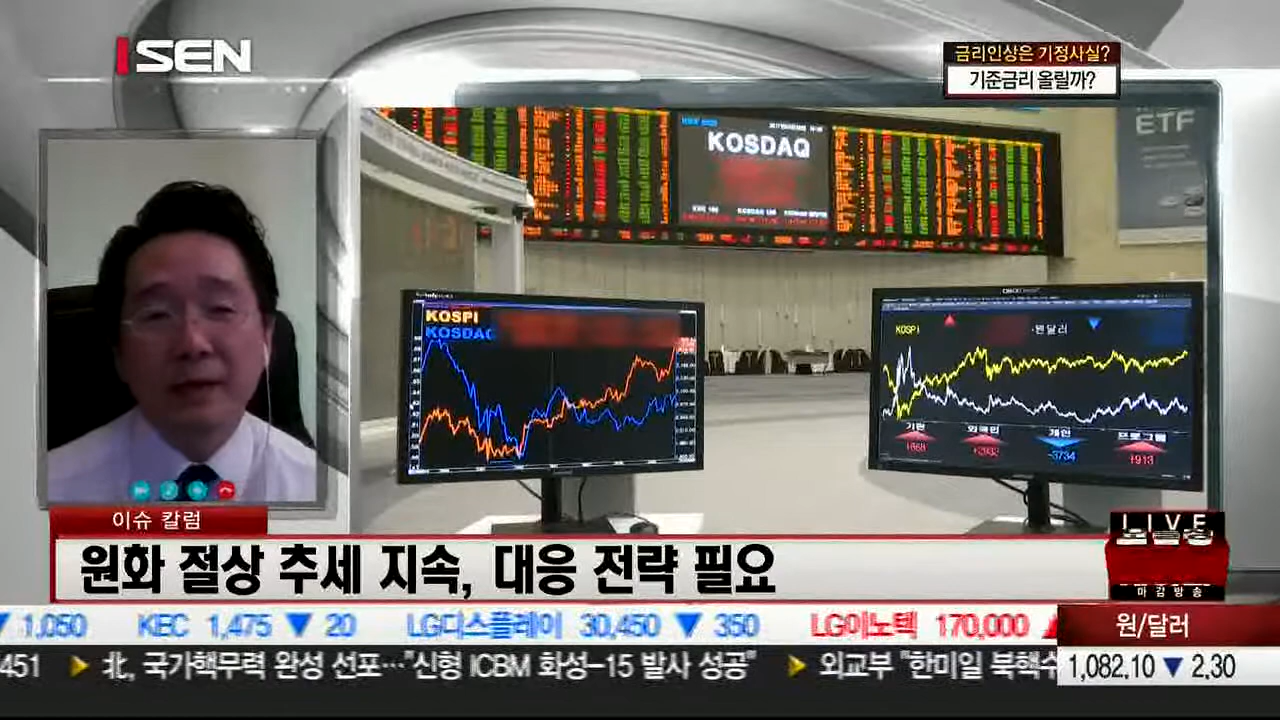 SEN
금리인상은 기정사실?
기준금리 올릴까?
ETF
KOSDAQ
KOSPI
KOSDAQ
KOSPI
원달러
기관
외국인
개인
프로그램
-3734
+913
이슈 칼럼
원화 절상 추세 지속, 대응 전략 필요
LIVE
마감방송
▼ 1,050 KEC 1,475 ▼ 20 LG디스플레이 30,450 ▼ 350 LG이노텍 170,000
원/달러
451 ▶ 北, 국가핵무력 완성 선포…"신형 ICBM 화성-15 발사 성공" ▶ 외교부 "한미일 북핵수
1,082.10 ▼ 2.30